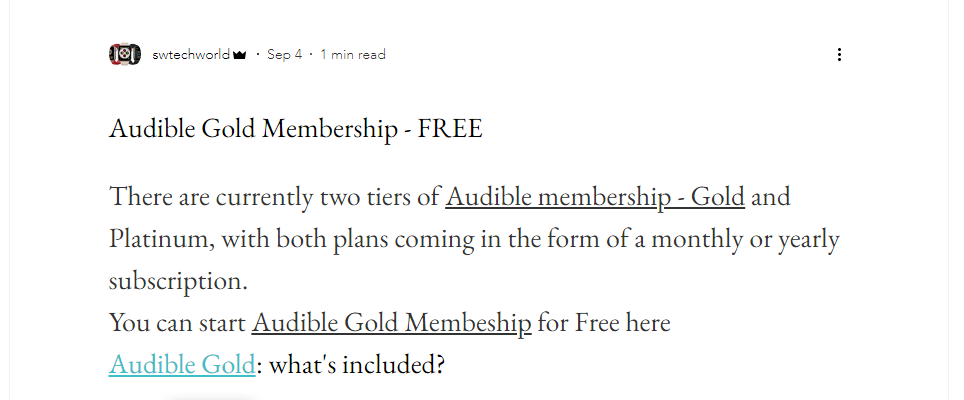 swtechworld · Sep 4 · 1 min read
Audible Gold Membership - FREE
There are currently two tiers of Audible membership - Gold and
Platinum, with both plans coming in the form of a monthly or yearly
subscription.
You can start Audible Gold Membeship for Free here
Audible Gold: what's included?